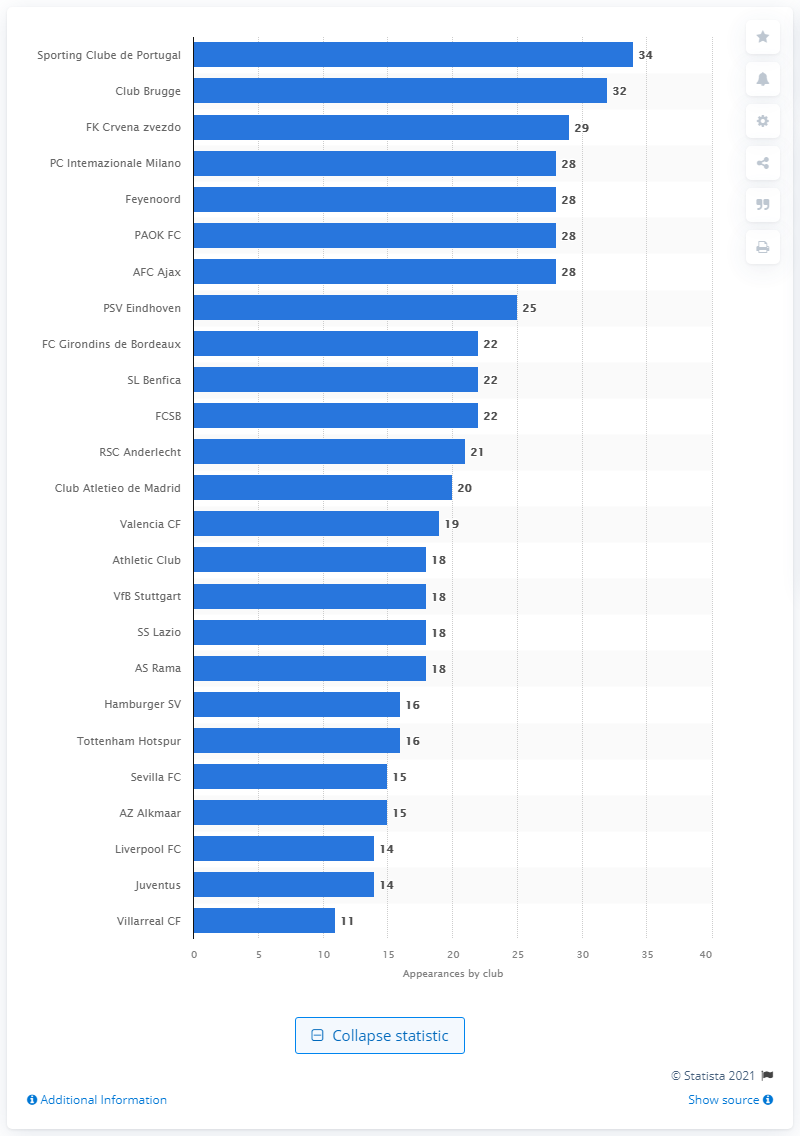 Sporting Clube de Portugal 34
Club Brugge 32
FK Crvena zvezdo 29
PC Intemazionale Milano 28
Feyenoord 28
PAOK FC 28
AFC Ajax 28
PSV Eindhoven 25
FC Girondins de Bordeaux 22
SL Benfica 22
FCSB 22
RSC Anderlecht 21
Club Atletieo de Madrid 20
Valencia CF 19
Athletic Club 18
VfB Stuttgart 18
SS Lazio 18
AS Rama 18
Hamburger SV 16
Tottenham Hotspur 16
Sevilla FC 15
AZ Alkmaar 15
Liverpool FC 14
Juventus 14
Villarreal CF 11
0 5 10 15 20 25 30 35 40
Appearances by club
Collapse statistic
© Statista 2021
Additional Information Show source